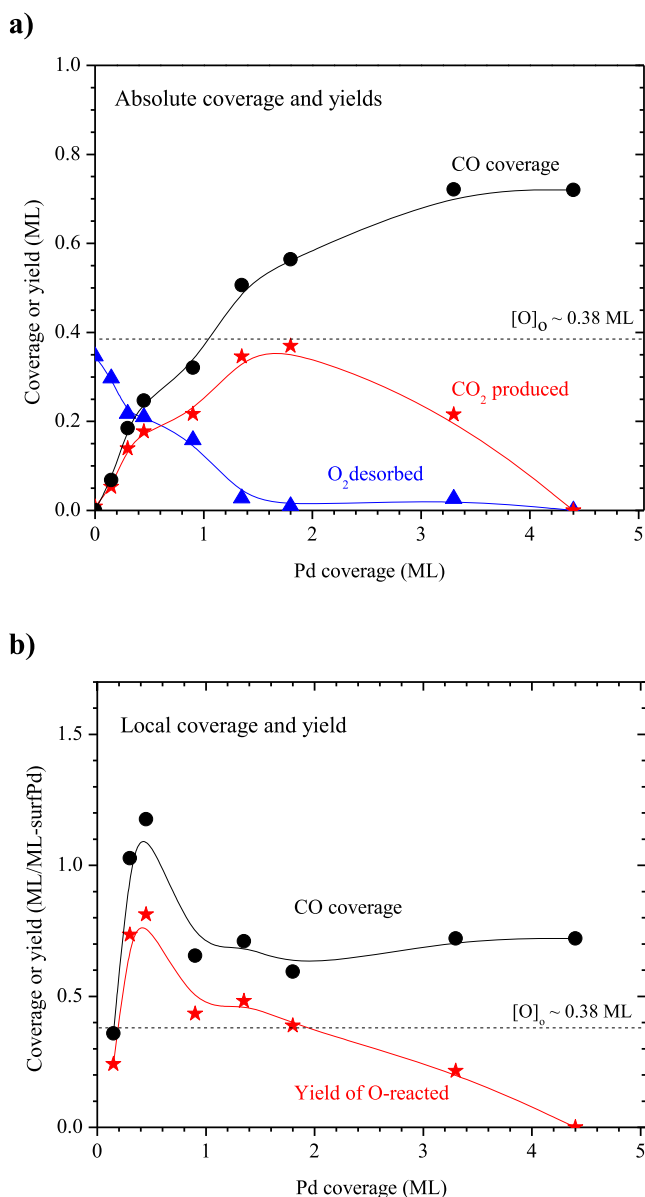 a)
1.0
Absolute coverage and yields
0.8
CO coverage
0.6
[O]o ~ 0.38 ML
0.4
CO2 produced
0.2
O2desorbed
0.0
0 1 2 3 4 5
Coverage or yield (ML)
Pd coverage (ML)
b)
Local coverage and yield
1.5
1.0
CO coverage
0.5
[O]o ~ 0.38 ML
Yield of O-reacted
0.0
0 1 2 3 4 5
Coverage or yield (ML/ML-surfPd)
Pd coverage (ML)